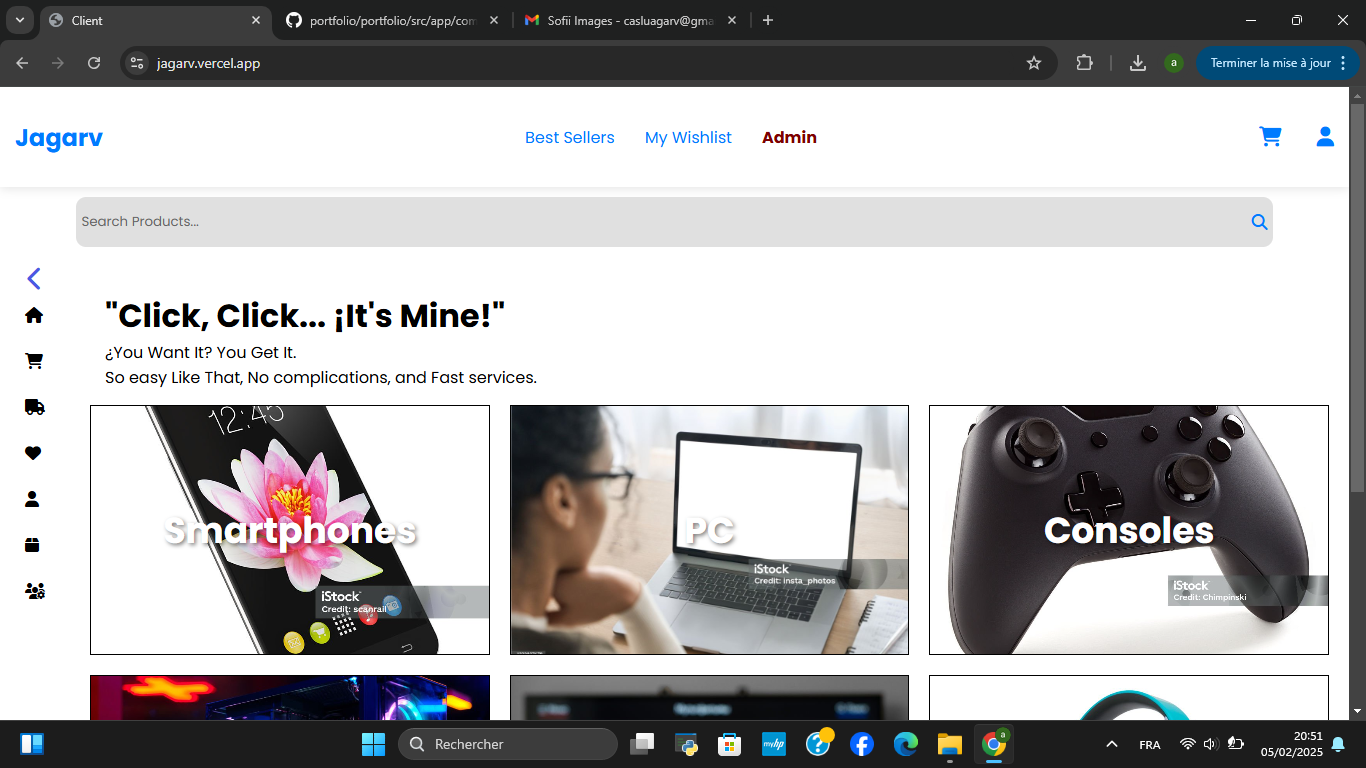 Client
portfolio/portfolio/src/app/com
Sofii Images - casluagarv@gma
jagarv.vercel.app
a
Terminer la mise à jour
Jagarv
Best Sellers
My Wishlist
Admin
Search Products...
"Click, Click... ¡It's Mine!"
¿You Want It? You Get It.
So easy Like That, No complications, and Fast services.
12:45
Smartphones
iStock
Credit: scanrail
PC
iStock
Credit: insta_photos
Consoles
iStock
Credit: Chimpinski
Rechercher
myhp
a
FRA
20:51
05/02/2025